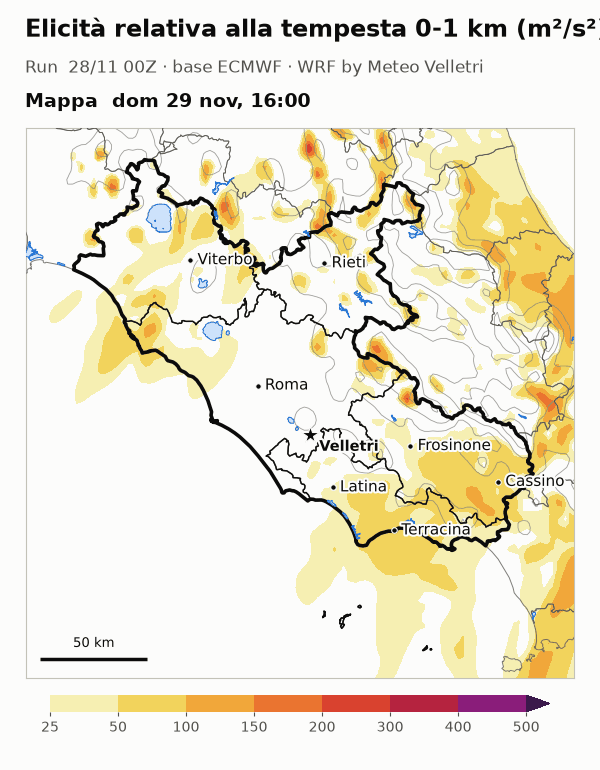 Elicità relativa alla tempesta 0-1 km (m²/s²)
Run 28/11 00Z · base ECMWF · WRF by Meteo Velletri
Mappa dom 29 nov, 16:00
Viterbo
Rieti
Roma
Velletri
Frosinone
Latina
Cassino
Terracina
50 km
25 50 100 150 200 300 400 500